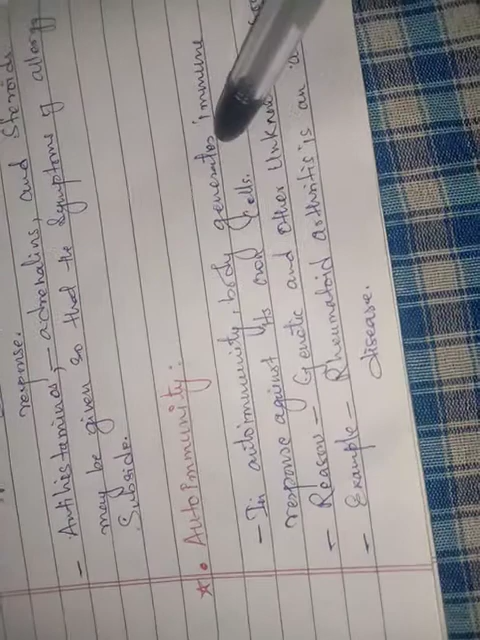 response.
- Antihistamines, adrenalins, and Steroids
may be given so that the symptoms of allergy
Subside.
☆• AutoImmunity:
- In autoimmunity, body generates immune
response against its own cells.
- Reason - Genetic and other Unknown
- Example - Rheumatoid arthritis is an
disease.